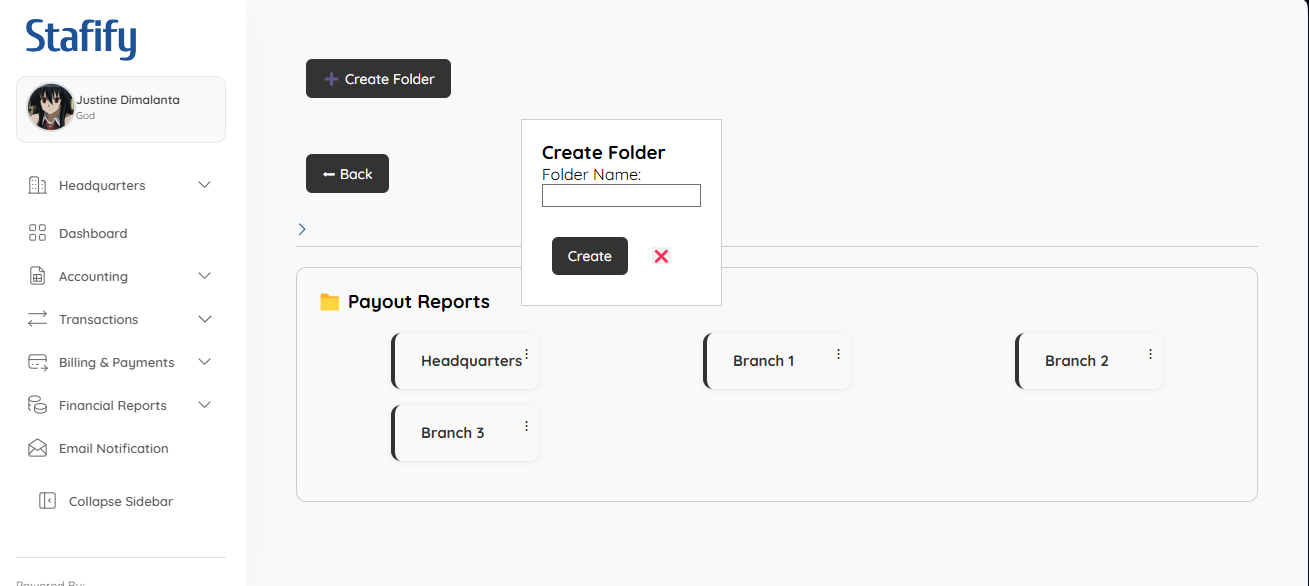 Stafify
Justine Dimalanta
God
Headquarters
Dashboard
Accounting
Transactions
Billing & Payments
Financial Reports
Email Notification
Collapse Sidebar
Powered By:
Create Folder
Back
Create Folder
Folder Name:
Create
Payout Reports
Headquarters
Branch 1
Branch 2
Branch 3